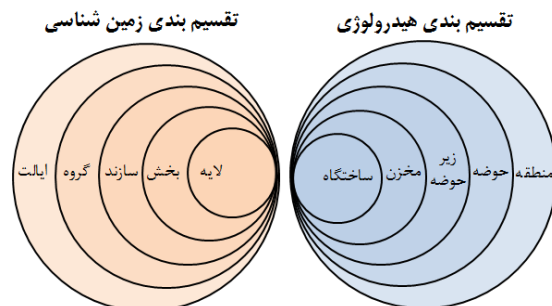 تقسیم بندی هیدرولوژی
تقسیم بندی زمین شناسی
منطقه
حوضه
زیر
حوضه
مخزن
ساختگاه
لایه
بخش
سازند
گروه
ایالت